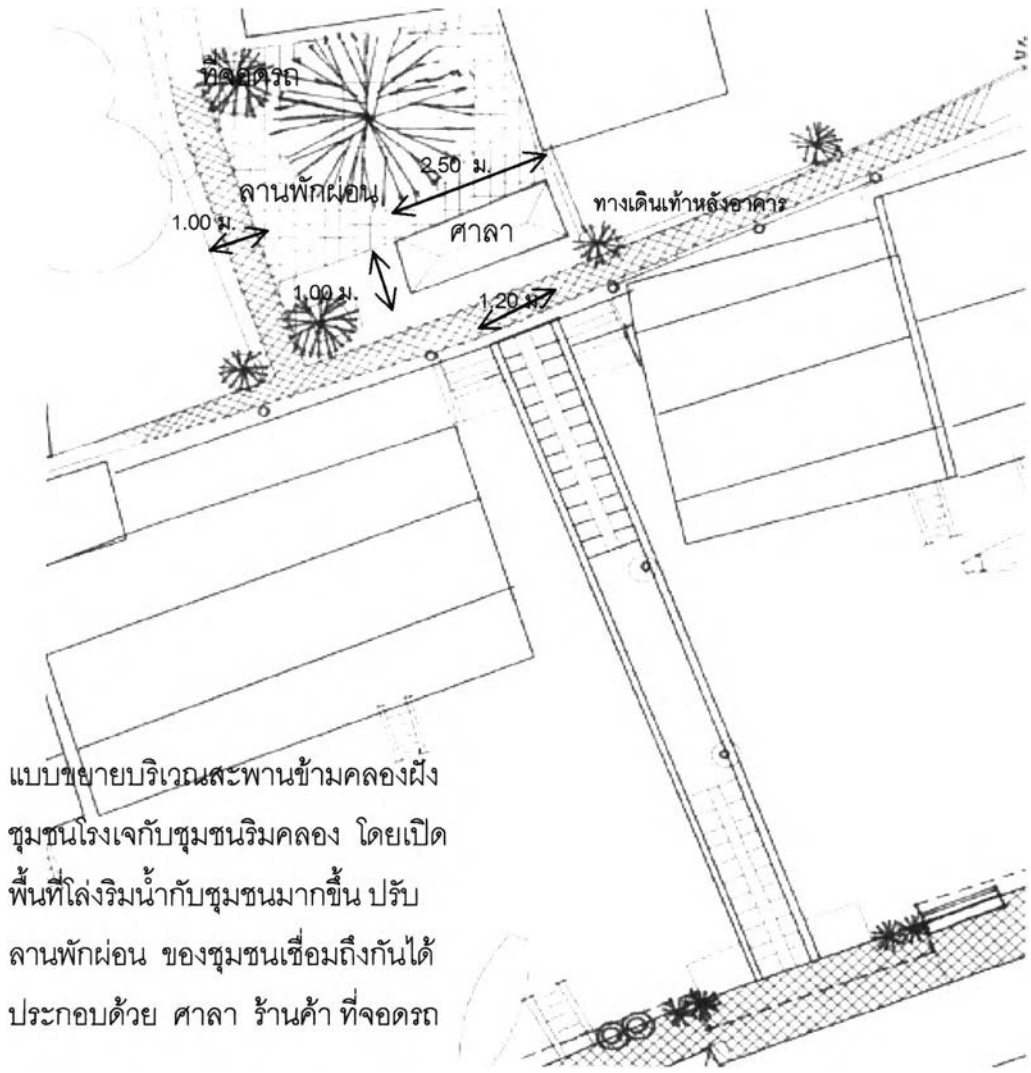 ที่จอดรถ
2.50 ม.
ลานพักผ่อน
ทางเดินเท้าหลังอาคาร
1.00 ม.
ศาลา
1.00 ม.
1.20 ม.
แบบขยายบริเวณสะพานข้ามคลองฝั่ง
ชุมชนโรงเจกับชุมชนริมคลอง โดยเปิด
พื้นที่โล่งริมน้ำกับชุมชนมากขึ้น ปรับ
ลานพักผ่อน ของชุมชนเชื่อมถึงกันได้
ประกอบด้วย ศาลา ร้านค้า ที่จอดรถ